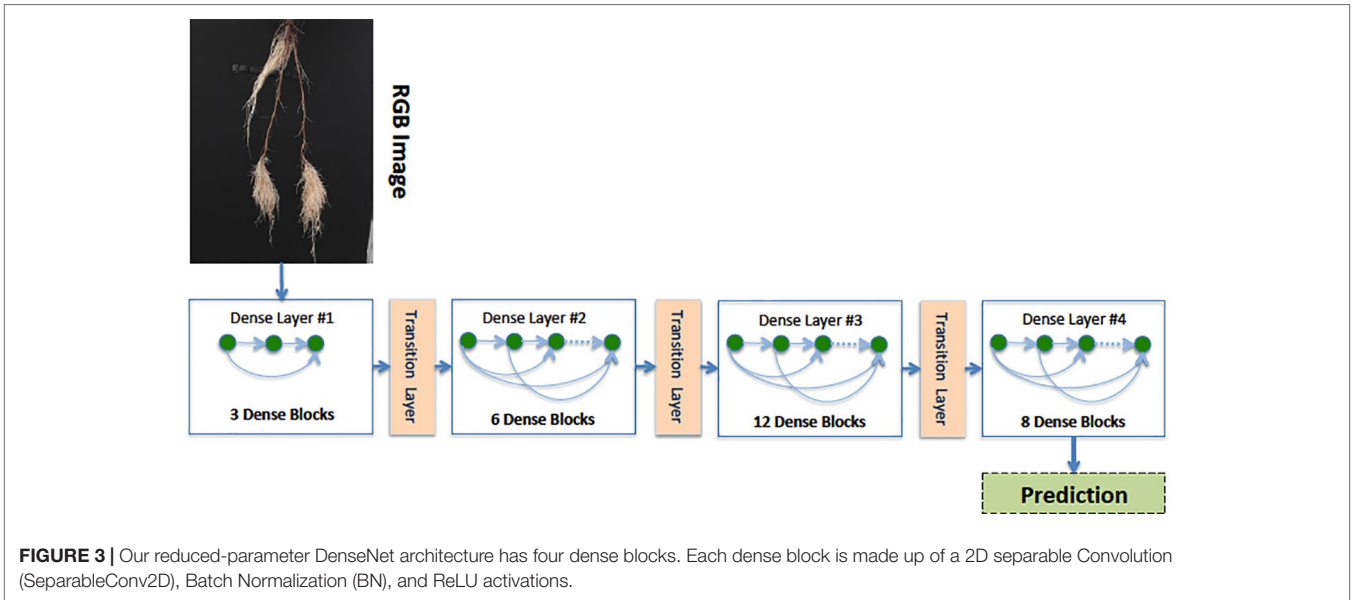 RGB Image
Dense Layer #1
3 Dense Blocks
Transition Layer
Dense Layer #2
6 Dense Blocks
Transition Layer
Dense Layer #3
12 Dense Blocks
Transition Layer
Dense Layer #4
8 Dense Blocks
Prediction
FIGURE 3 | Our reduced-parameter DenseNet architecture has four dense blocks. Each dense block is made up of a 2D separable Convolution
(SeparableConv2D), Batch Normalization (BN), and ReLU activations.